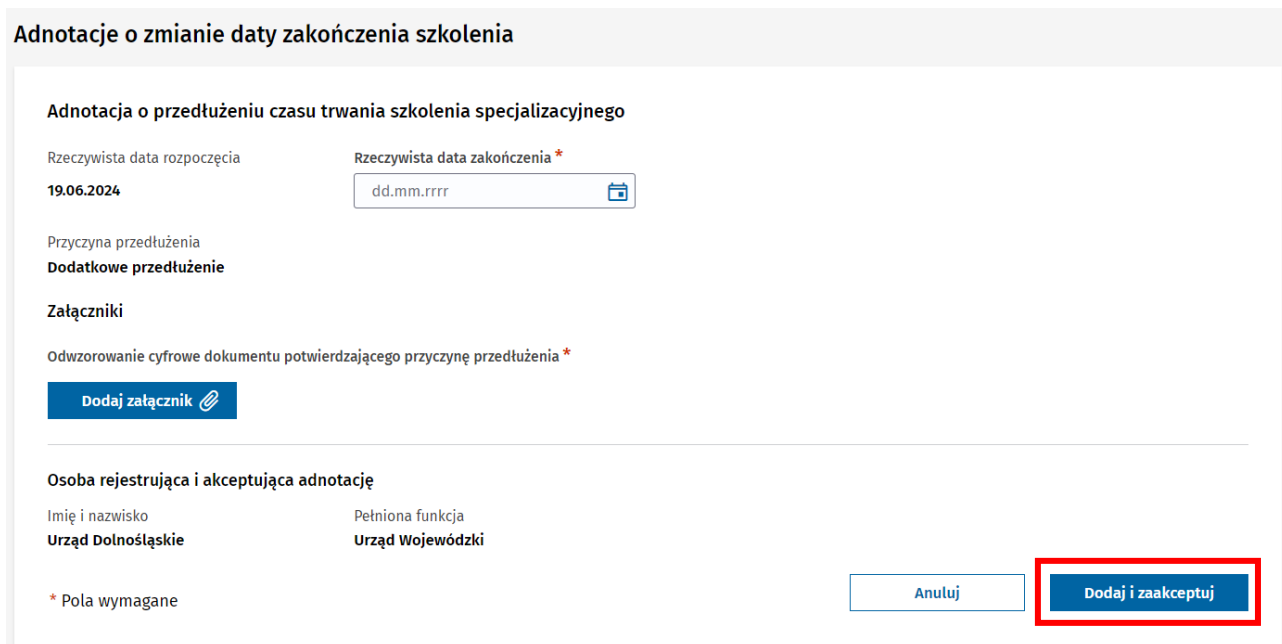 Adnotacje o zmianie daty zakończenia szkolenia
Adnotacja o przedłużeniu czasu trwania szkolenia specjalizacyjnego
Rzeczywista data rozpoczęcia
Rzeczywista data zakończenia *
19.06.2024
dd.mm.rrrr
Przyczyna przedłużenia
Dodatkowe przedłużenie
Załączniki
Odwzorowanie cyfrowe dokumentu potwierdzającego przyczynę przedłużenia *
Dodaj załącznik
Osoba rejestrująca i akceptująca adnotację
Imię i nazwisko
Pełniona funkcja
Urząd Dolnośląskie
Urząd Wojewódzki
* Pola wymagane
Anuluj
Dodaj i zaakceptuj